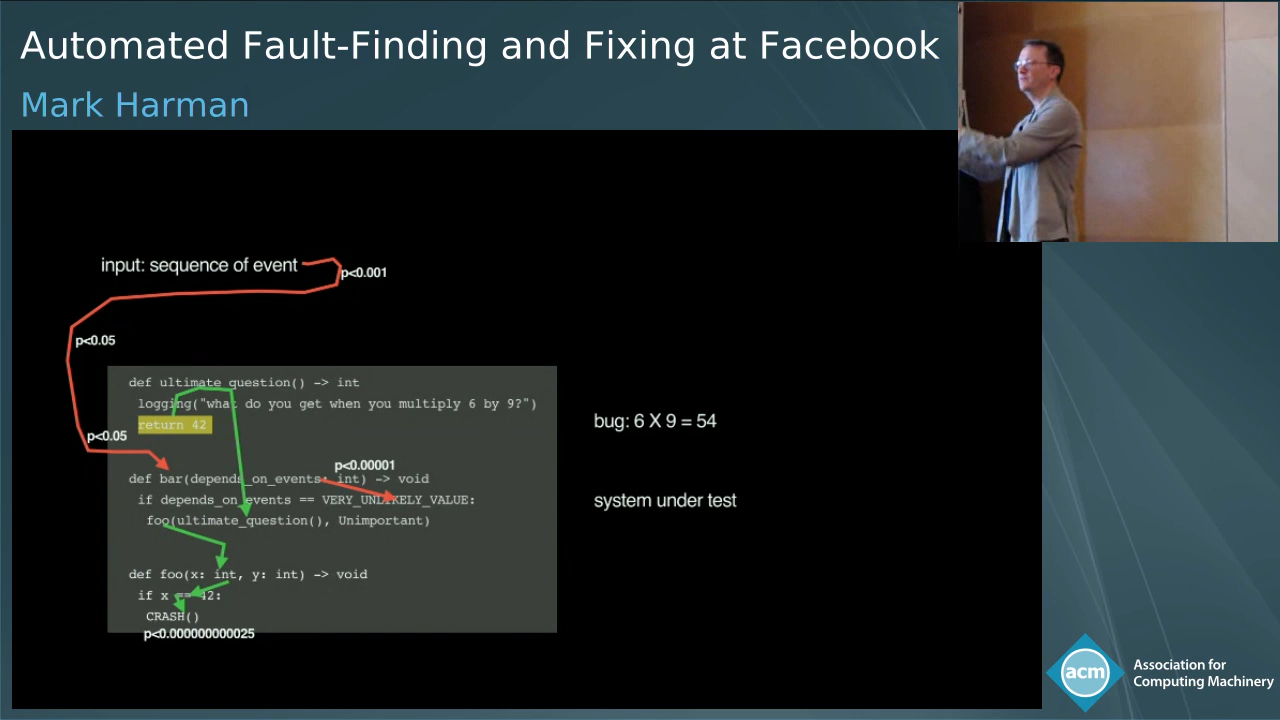 Automated Fault-Finding and Fixing at Facebook
Mark Harman
input: sequence of event
p<0.001
p<0.05
p<0.05
def ultimate_question() -> int
logging("what do you get when you multiply 6 by 9?")
return 42
p<0.00001
def bar(depends_on_events: int) -> void
if depends_on_events == VERY_UNLIKELY_VALUE:
foo(ultimate_question(), Unimportant)
def foo(x: int, y: int) -> void
if x == 42:
CRASH()
p<0.000000000025
bug: 6 X 9 = 54
system under test
acm
Association for
Computing Machinery